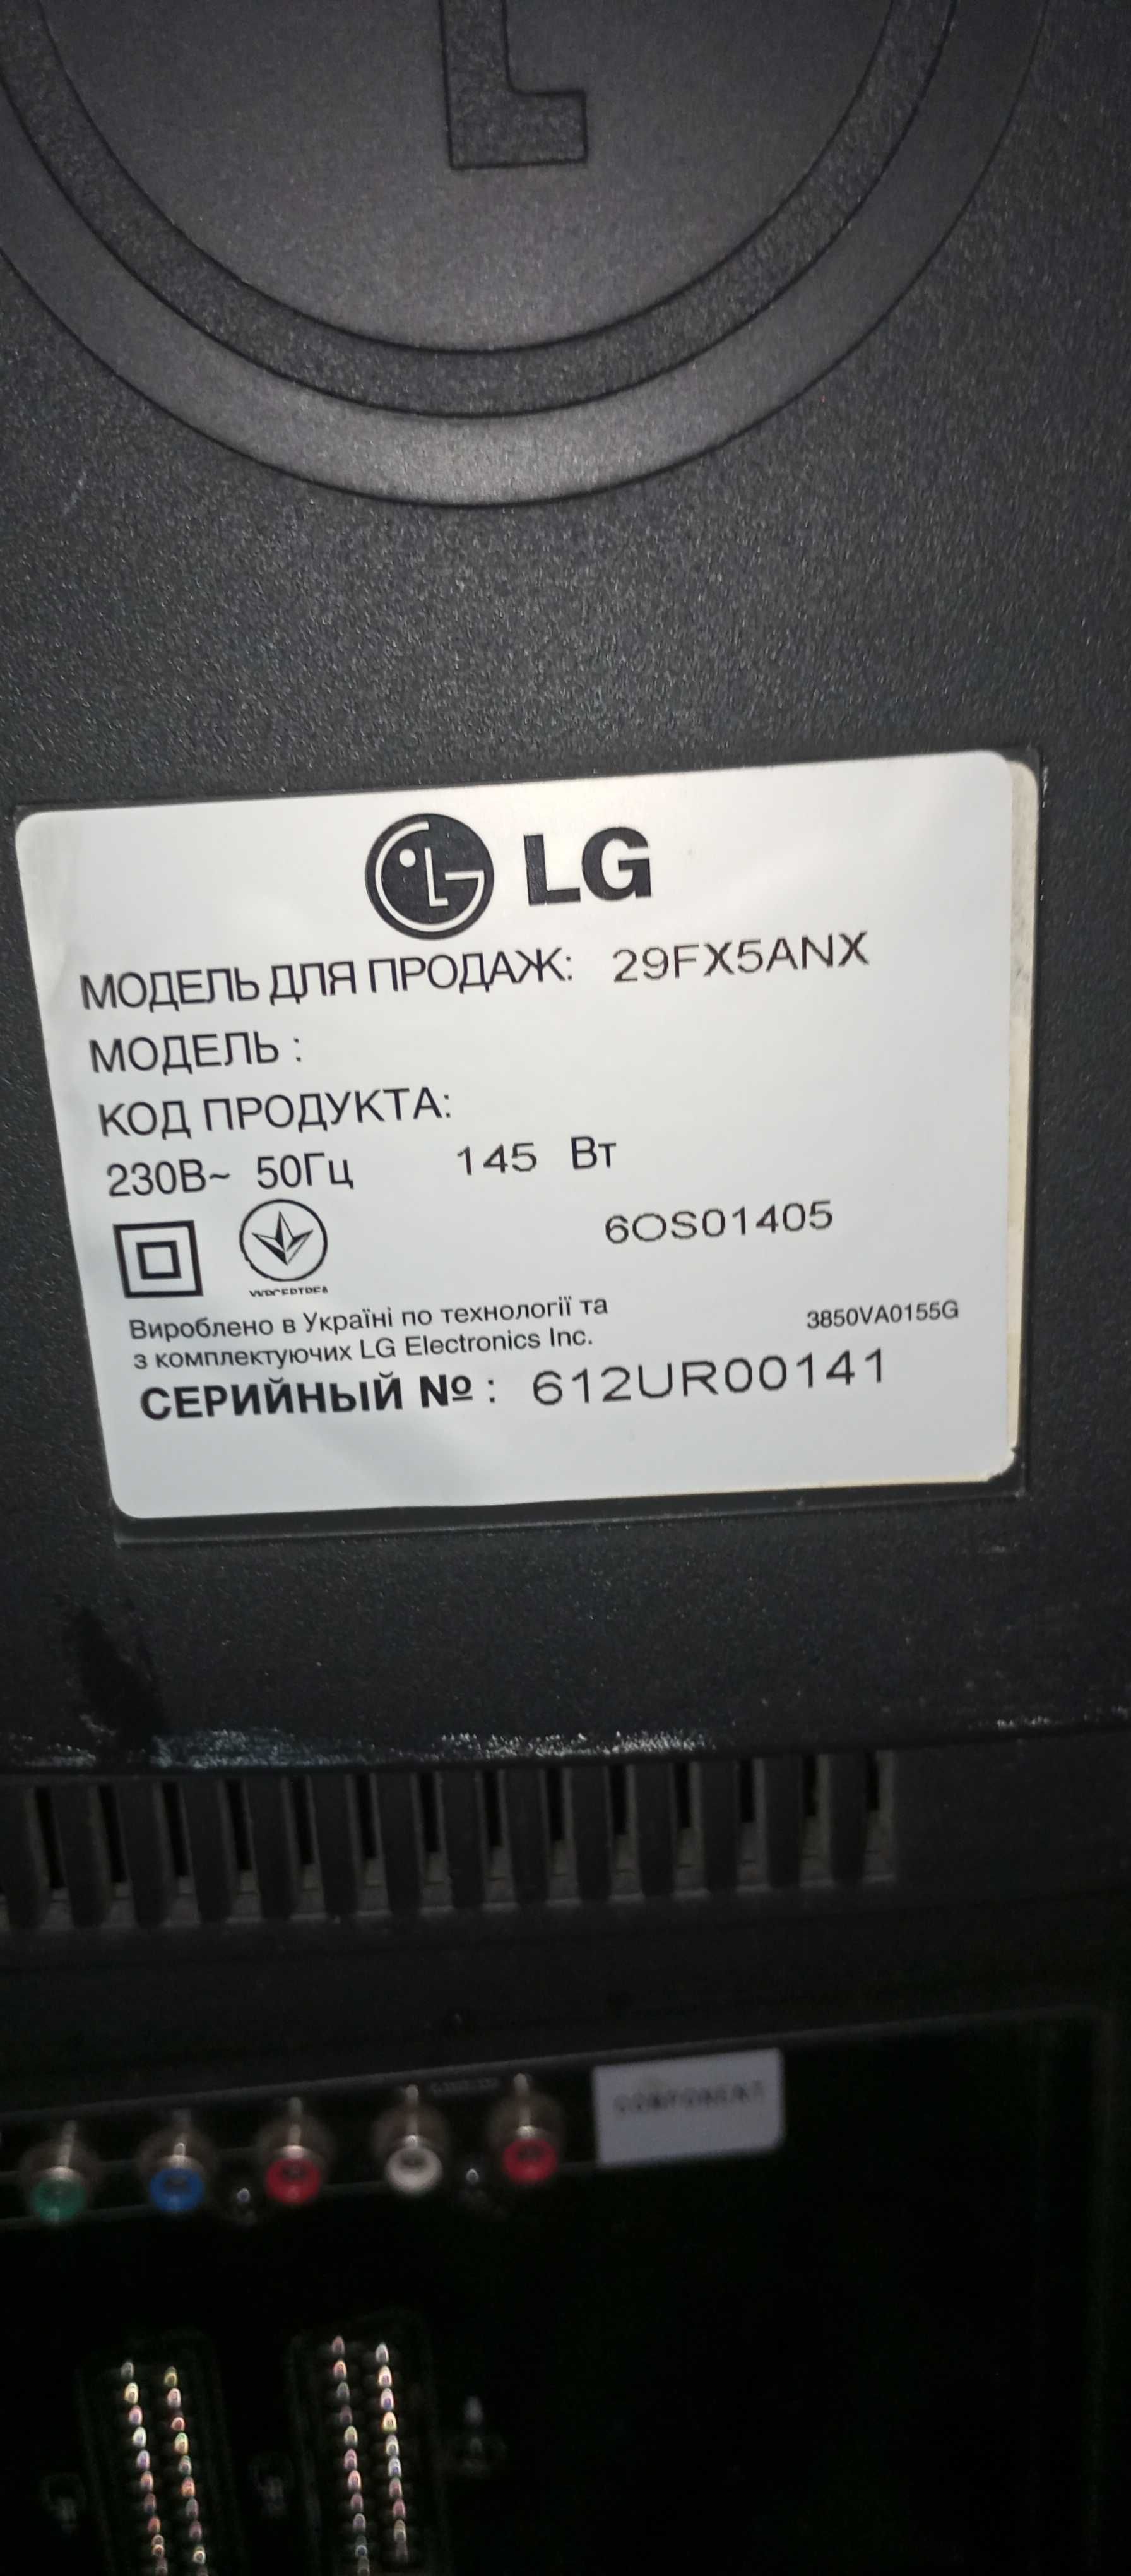 LG
МОДЕЛЬ ДЛЯ ПРОДАЖ: 29FX5ANX
МОДЕЛЬ :
КОД ПРОДУКТА:
230В~ 50Гц 145 Вт
6OS01405
Вироблено в Україні по технології та
з комплектуючих LG Electronics Inc.
3850VA0155G
СЕРИЙНЫЙ №: 612UR00141
COMPONENT